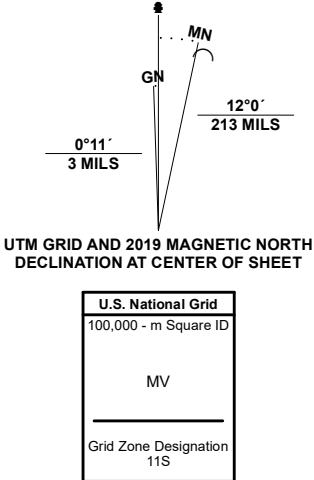 MN
GN
12°0´
213 MILS
0°11´
3 MILS
UTM GRID AND 2019 MAGNETIC NORTH
DECLINATION AT CENTER OF SHEET
U.S. National Grid
100,000 - m Square ID
MV
Grid Zone Designation
11S